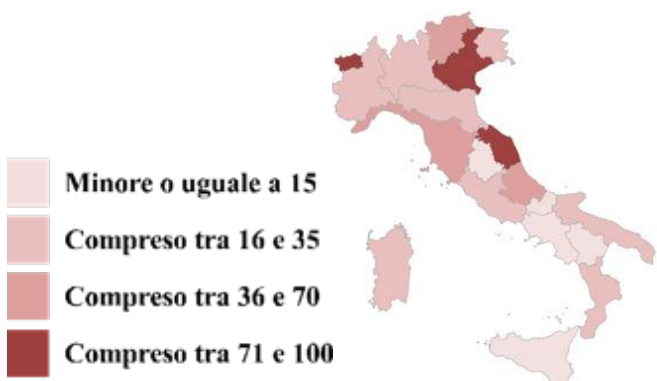 Minore o uguale a 15
Compreso tra 16 e 35
Compreso tra 36 e 70
Compreso tra 71 e 100